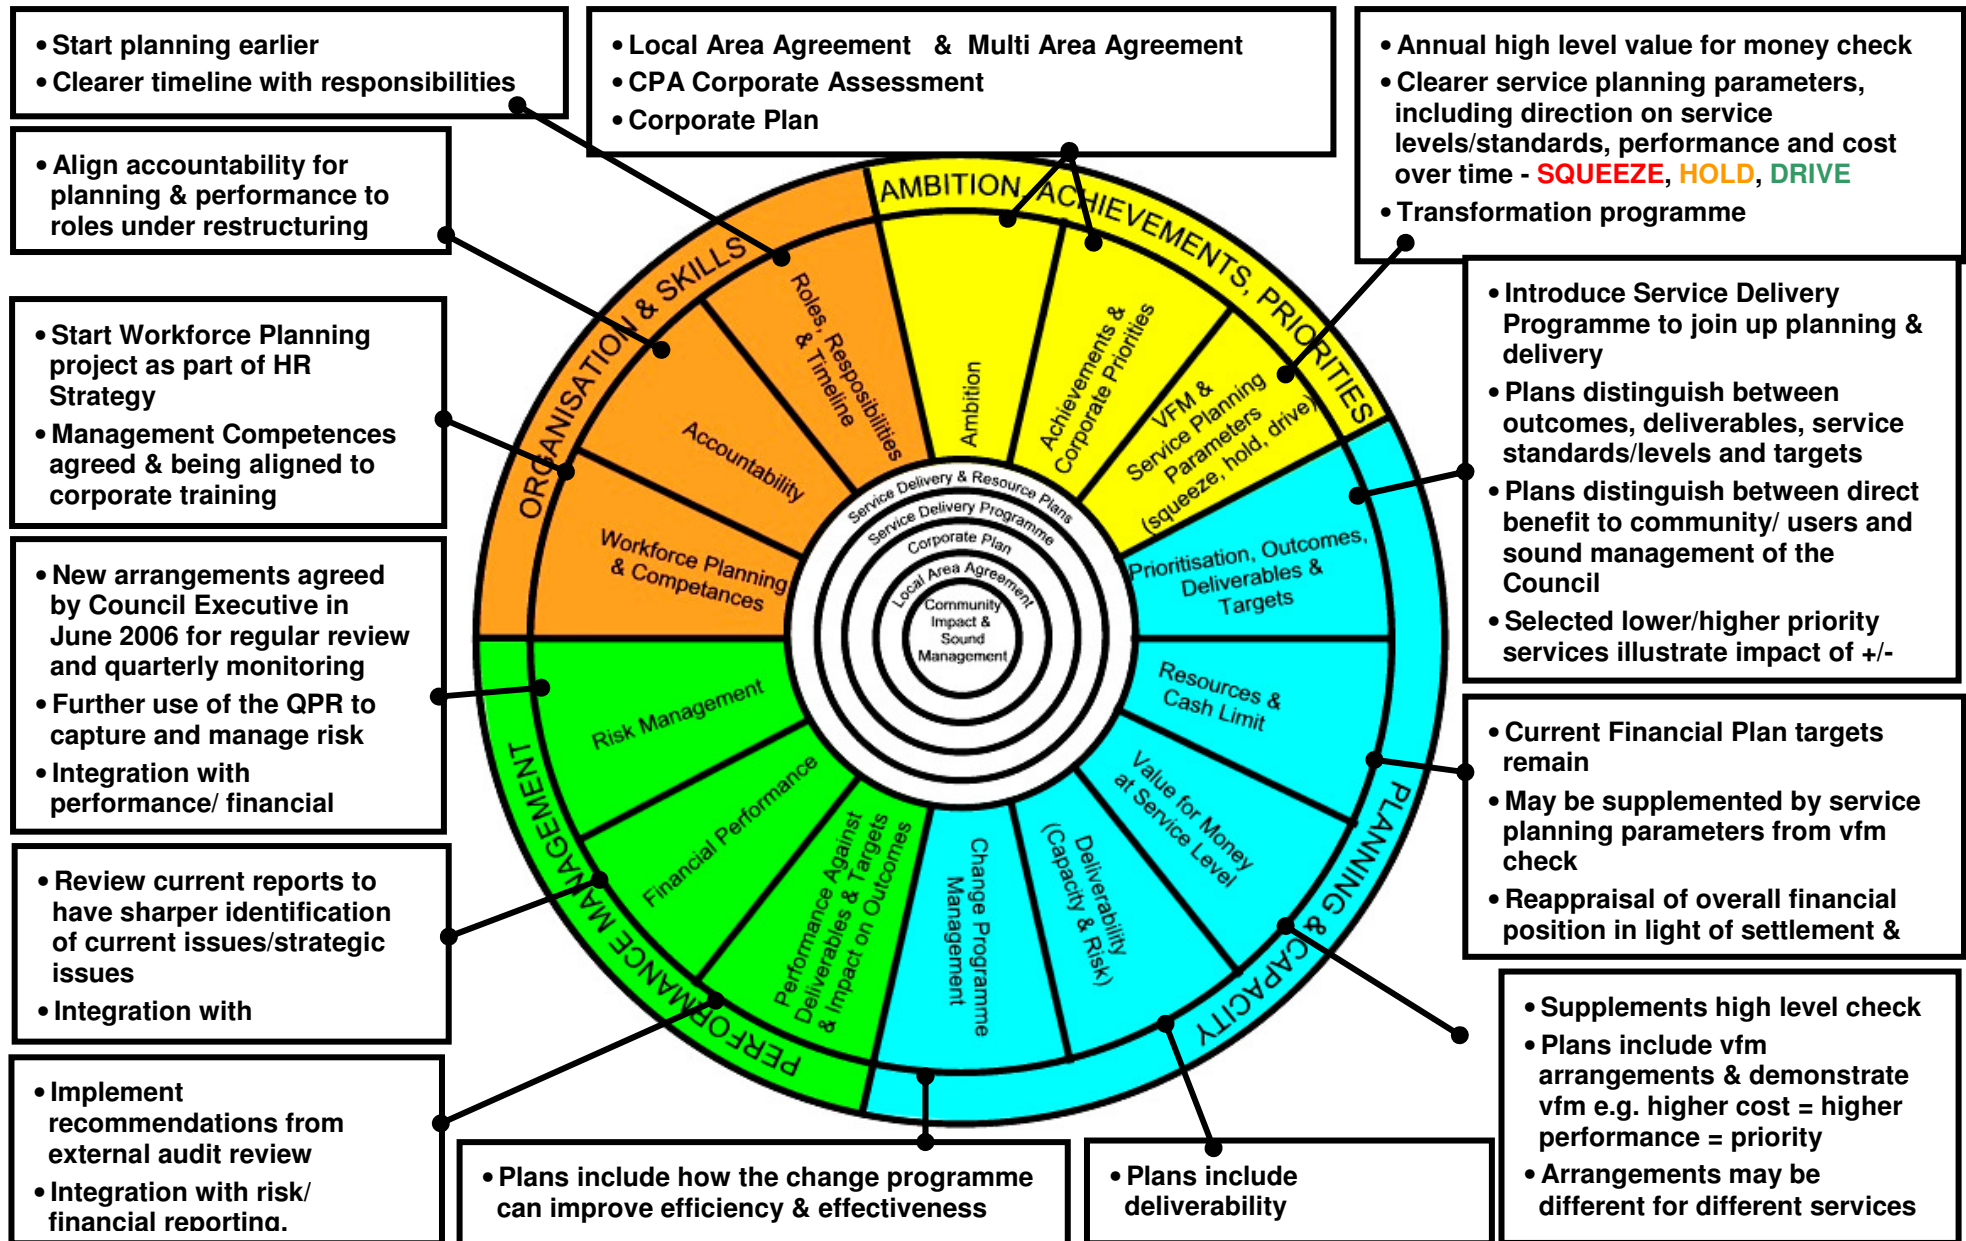 • Start planning earlier
• Clearer timeline with responsibilities
• Local Area Agreement & Multi Area Agreement
• CPA Corporate Assessment
• Corporate Plan
• Annual high level value for money check
• Clearer service planning parameters,
including direction on service
levels/standards, performance and cost
over time - SQUEEZE, HOLD, DRIVE
• Transformation programme
• Align accountability for
planning & performance to
roles under restructuring
• Start Workforce Planning
project as part of HR
Strategy
• Management Competences
agreed & being aligned to
corporate training
• New arrangements agreed
by Council Executive in
June 2006 for regular review
and quarterly monitoring
• Further use of the QPR to
capture and manage risk
• Integration with
performance/ financial
• Review current reports to
have sharper identification
of current issues/strategic
issues
• Integration with
• Implement
recommendations from
external audit review
• Integration with risk/
financial reporting.
• Plans include how the change programme
can improve efficiency & effectiveness
• Plans include
deliverability
• Introduce Service Delivery
Programme to join up planning &
delivery
• Plans distinguish between
outcomes, deliverables, service
standards/levels and targets
• Plans distinguish between direct
benefit to community/ users and
sound management of the
Council
• Selected lower/higher priority
services illustrate impact of +/-
• Current Financial Plan targets
remain
• May be supplemented by service
planning parameters from vfm
check
• Reappraisal of overall financial
position in light of settlement &
• Supplements high level check
• Plans include vfm
arrangements & demonstrate
vfm e.g. higher cost = higher
performance = priority
• Arrangements may be
different for different services
ORGANISATION & SKILLS
AMBITION, ACHIEVEMENTS, PRIORITIES
PLANNING & CAPACITY
PERFORMANCE MANAGEMENT
Roles, Resposibilities
& Timeline
Accountability
Workforce Planning
& Competances
Ambition
Achievements &
Corporate Priorities
VFM &
Service Planning
Parameters
(squeeze, hold, drive)
Prioritisation, Outcomes,
Deliverables &
Targets
Resources &
Cash Limit
Value for Money
at Service Level
Deliverability
(Capacity & Risk)
Change Programme
Management
Performance Against
Deliverables & Targets
& Impact on Outcomes
Financial Performance
Risk Management
Service Delivery & Resource Plans
Service Delivery Programme
Corporate Plan
Local Area Agreement
Community
Impact &
Sound
Management